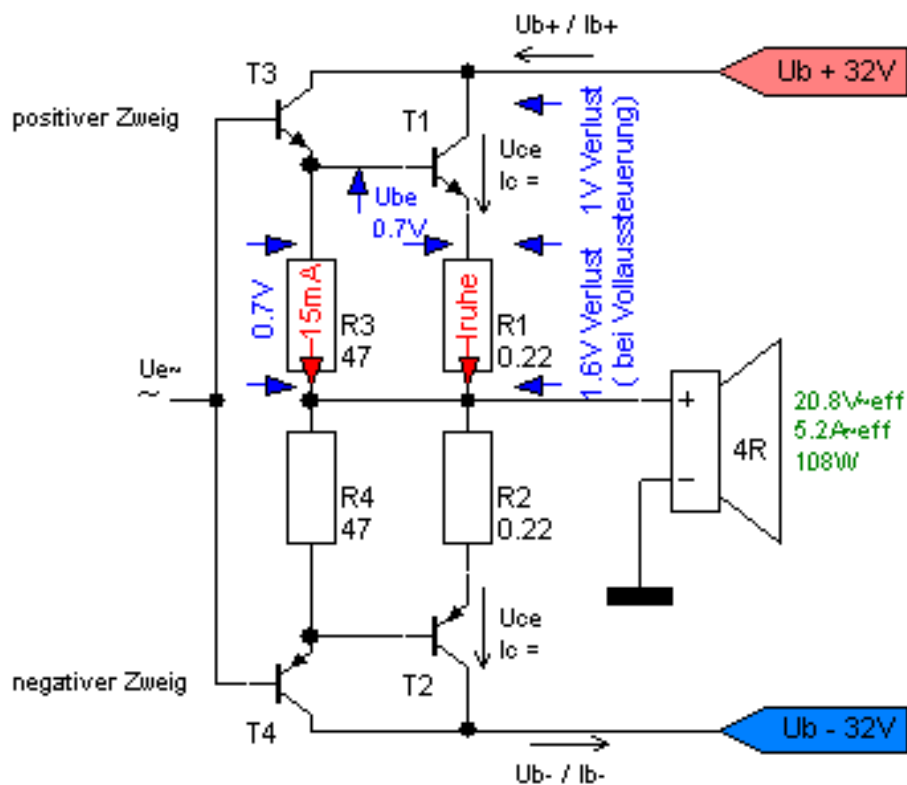 Ub+ / Ib+
Ub + 32V
T3
positiver Zweig
T1
Uce
Ic =
1V Verlust
1.6V Verlust
( bei Vollaussteuerung)
Ube
0.7V
0.7V
15mA
Iruhe
R3
47
R1
0.22
Ue~
~
+
4R
−
20.8V~eff
5.2A~eff
108W
R4
47
R2
0.22
Uce
Ic =
negativer Zweig
T2
T4
Ub - 32V
Ub- / Ib-